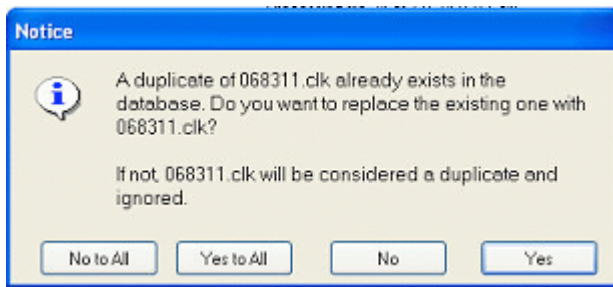 Notice
A duplicate of 068311.clk already exists in the
database. Do you want to replace the existing one with
068311.clk?
If not, 068311.clk will be considered a duplicate and
ignored.
No to All Yes to All No Yes